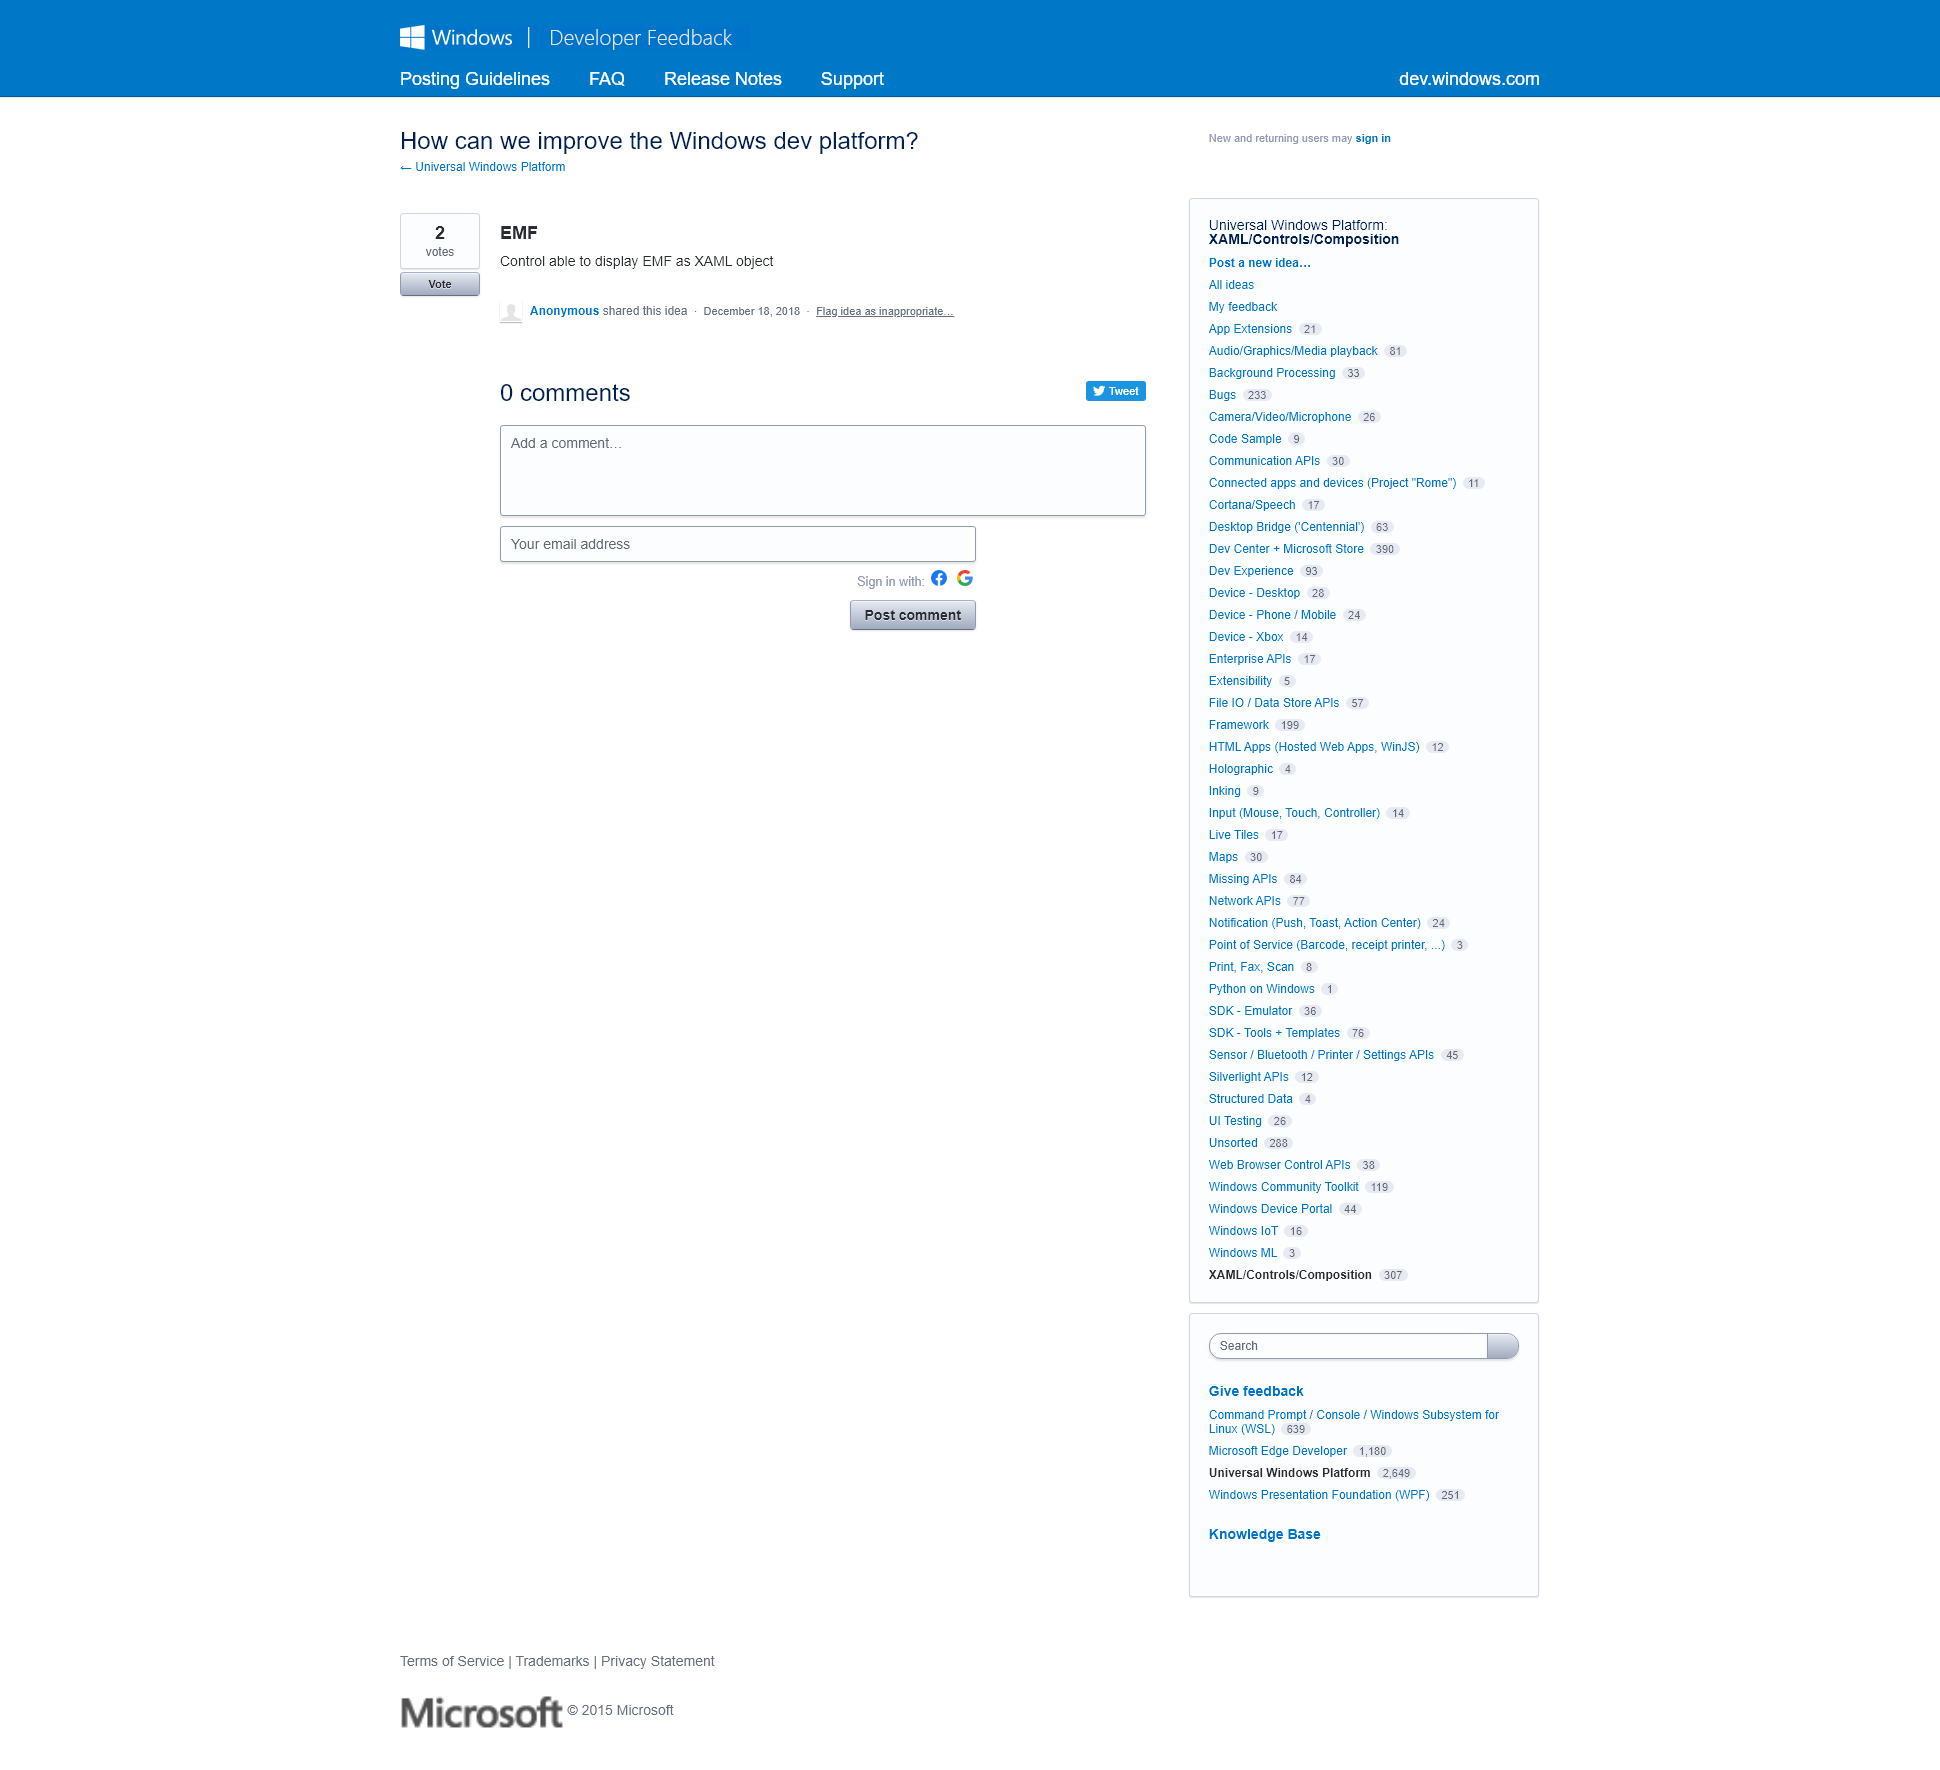 Windows | Developer Feedback
Posting Guidelines FAQ Release Notes Support dev.windows.com
How can we improve the Windows dev platform?
← Universal Windows Platform
New and returning users may sign in
2
votes
Vote
EMF
Control able to display EMF as XAML object
Anonymous shared this idea · December 18, 2018 · Flag idea as inappropriate…
0 comments
Tweet
Add a comment…
Your email address
Sign in with:
Post comment
Universal Windows Platform:
XAML/Controls/Composition
Post a new idea…
All ideas
My feedback
App Extensions 21
Audio/Graphics/Media playback 81
Background Processing 33
Bugs 233
Camera/Video/Microphone 26
Code Sample 9
Communication APIs 30
Connected apps and devices (Project "Rome") 11
Cortana/Speech 17
Desktop Bridge ('Centennial') 63
Dev Center + Microsoft Store 390
Dev Experience 93
Device - Desktop 28
Device - Phone / Mobile 24
Device - Xbox 14
Enterprise APIs 17
Extensibility 5
File IO / Data Store APIs 57
Framework 199
HTML Apps (Hosted Web Apps, WinJS) 12
Holographic 4
Inking 9
Input (Mouse, Touch, Controller) 14
Live Tiles 17
Maps 30
Missing APIs 84
Network APIs 77
Notification (Push, Toast, Action Center) 24
Point of Service (Barcode, receipt printer, ...) 3
Print, Fax, Scan 8
Python on Windows 1
SDK - Emulator 36
SDK - Tools + Templates 76
Sensor / Bluetooth / Printer / Settings APIs 45
Silverlight APIs 12
Structured Data 4
UI Testing 26
Unsorted 288
Web Browser Control APIs 38
Windows Community Toolkit 119
Windows Device Portal 44
Windows IoT 16
Windows ML 3
XAML/Controls/Composition 307
Search
Give feedback
Command Prompt / Console / Windows Subsystem for
Linux (WSL) 639
Microsoft Edge Developer 1,180
Universal Windows Platform 2,649
Windows Presentation Foundation (WPF) 251
Knowledge Base
Terms of Service | Trademarks | Privacy Statement
Microsoft © 2015 Microsoft